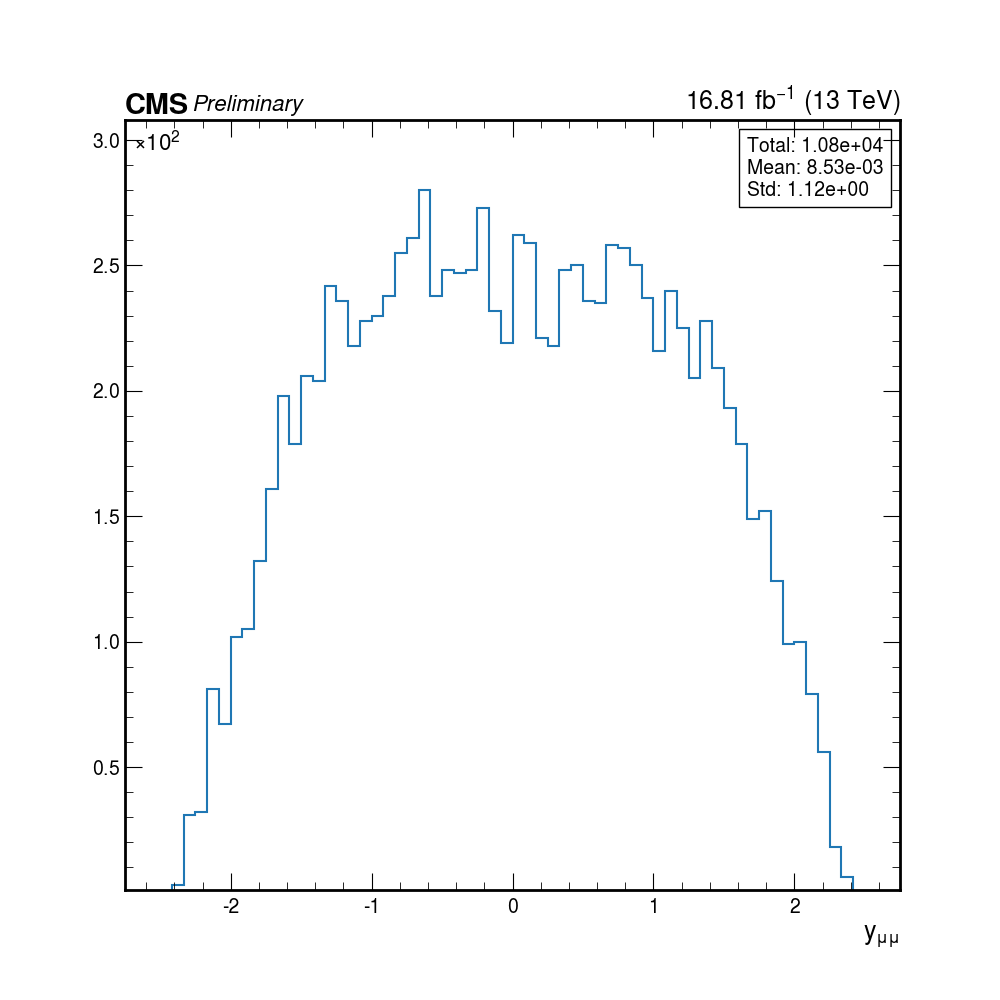 CMS Preliminary
16.81 fb⁻¹ (13 TeV)
×10²
Total: 1.08e+04
Mean: 8.53e-03
Std: 1.12e+00
3.0
2.5
2.0
1.5
1.0
0.5
-2 -1 0 1 2
y_μμ